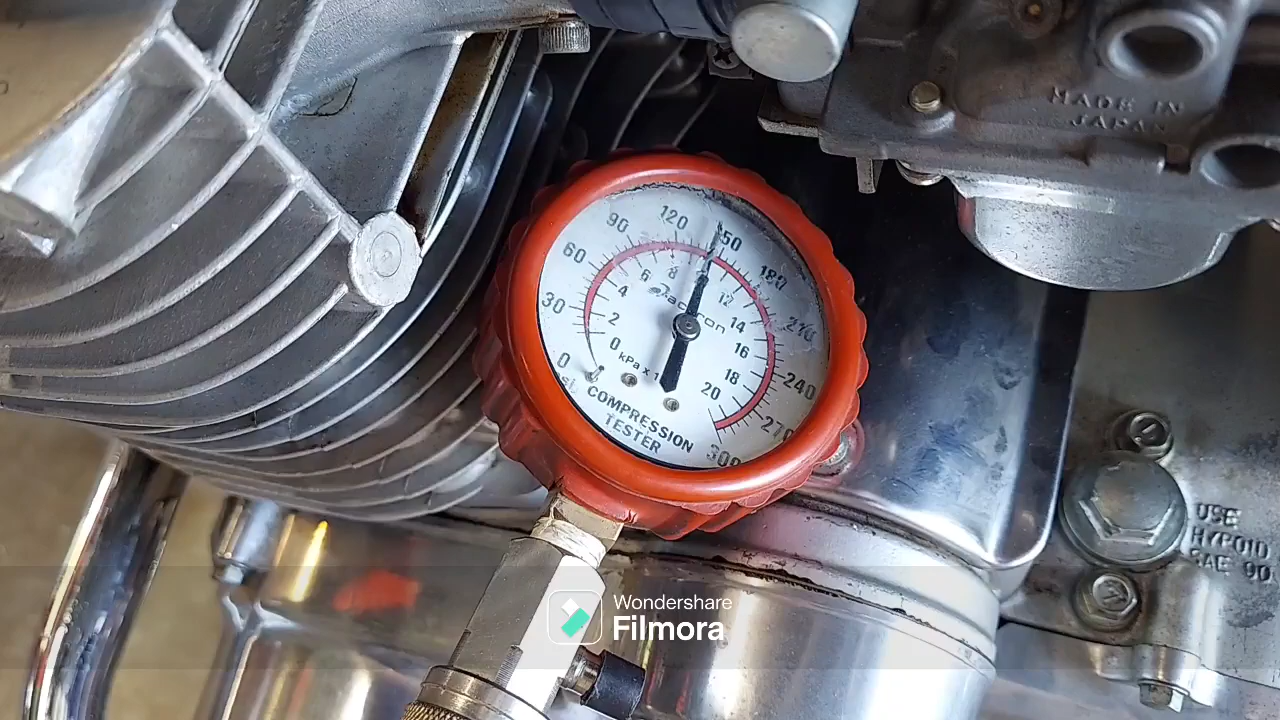 MADE IN
JAPAN
120
90
150
60
180
6
8
4
12
30
210
2
14
actron
16
0
0
kPa x 1
240
18
20
COMPRESSION
TESTER
270
300
USE
HYPOID
SAE 90
Wondershare
Filmora